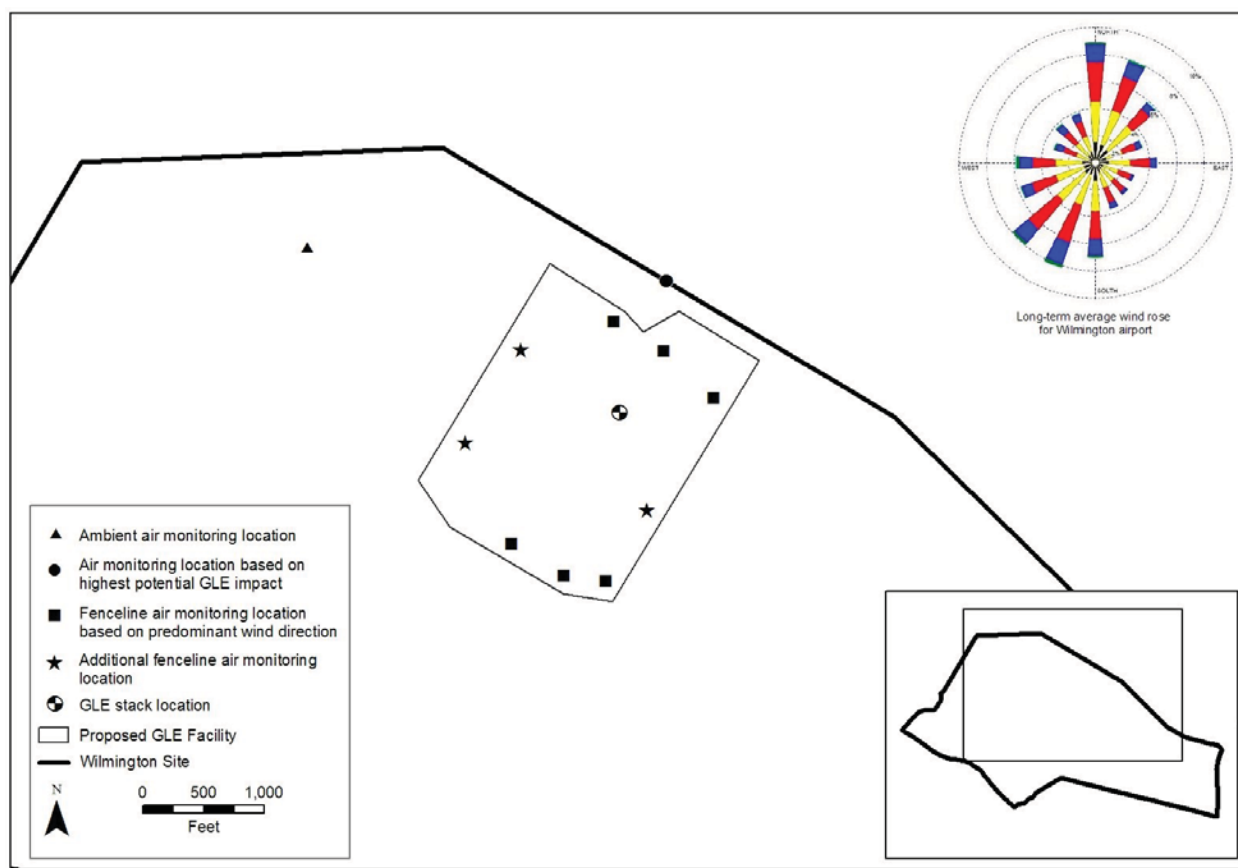 NORTH
10%
8%
WEST
EAST
SOUTH
Long-term average wind rose
for Wilmington airport
Ambient air monitoring location
Air monitoring location based on
highest potential GLE impact
Fenceline air monitoring location
based on predominant wind direction
Additional fenceline air monitoring
location
GLE stack location
Proposed GLE Facility
Wilmington Site
N
0 500 1,000
Feet